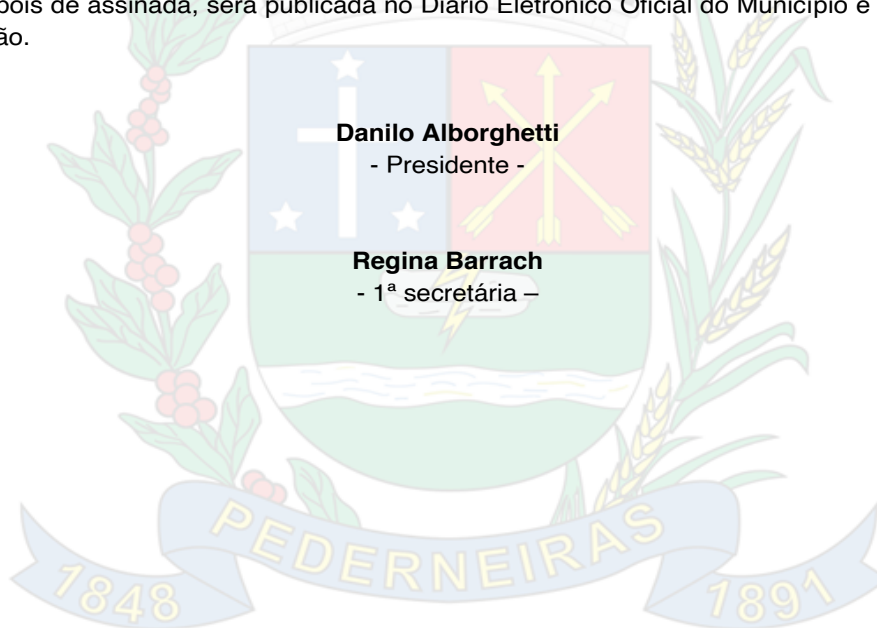 pois de assinada, será publicada no Diário Eletrônico Oficial do Município e
ão.
Danilo Alborghetti
- Presidente -
Regina Barrach
- 1ª secretária –
PEDERNEIRAS
1848
1891